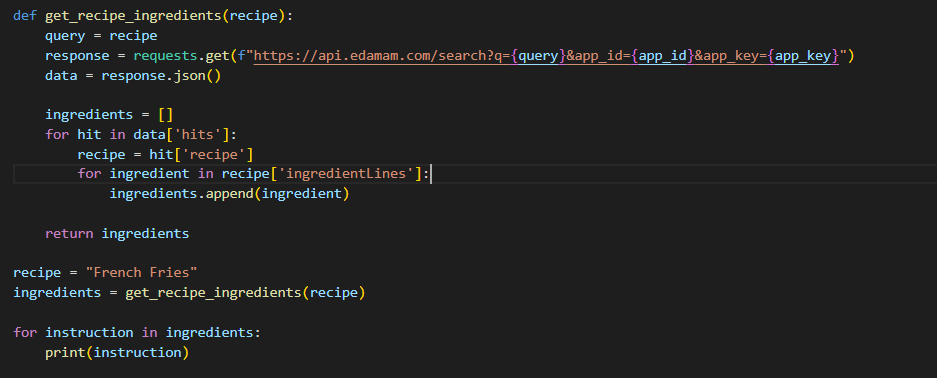 def get_recipe_ingredients(recipe):
    query = recipe
    response = requests.get(f"https://api.edamam.com/search?q={query}&app_id={app_id}&app_key={app_key}")
    data = response.json()

    ingredients = []
    for hit in data['hits']:
        recipe = hit['recipe']
        for ingredient in recipe['ingredientLines']:
            ingredients.append(ingredient)

    return ingredients

recipe = "French Fries"
ingredients = get_recipe_ingredients(recipe)

for instruction in ingredients:
    print(instruction)